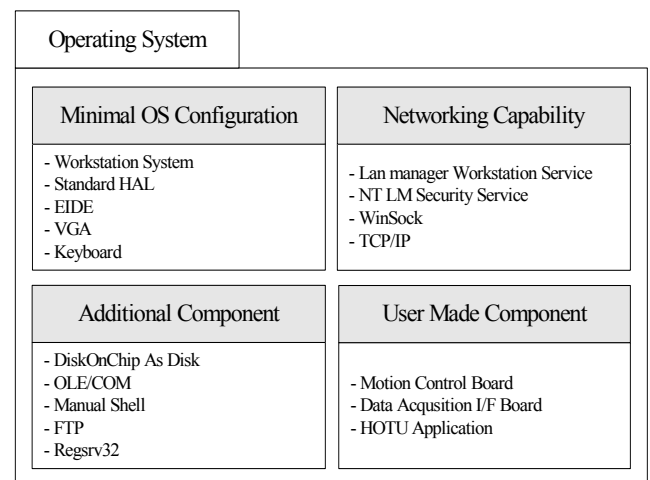 Operating System
Minimal OS Configuration
- Workstation System
- Standard HAL
- EIDE
- VGA
- Keyboard
Networking Capability
- Lan manager Workstation Service
- NT LM Security Service
- WinSock
- TCP/IP
Additional Component
- DiskOnChip As Disk
- OLE/COM
- Manual Shell
- FTP
- Regsrv32
User Made Component
- Motion Control Board
- Data Acqusition I/F Board
- HOTU Application